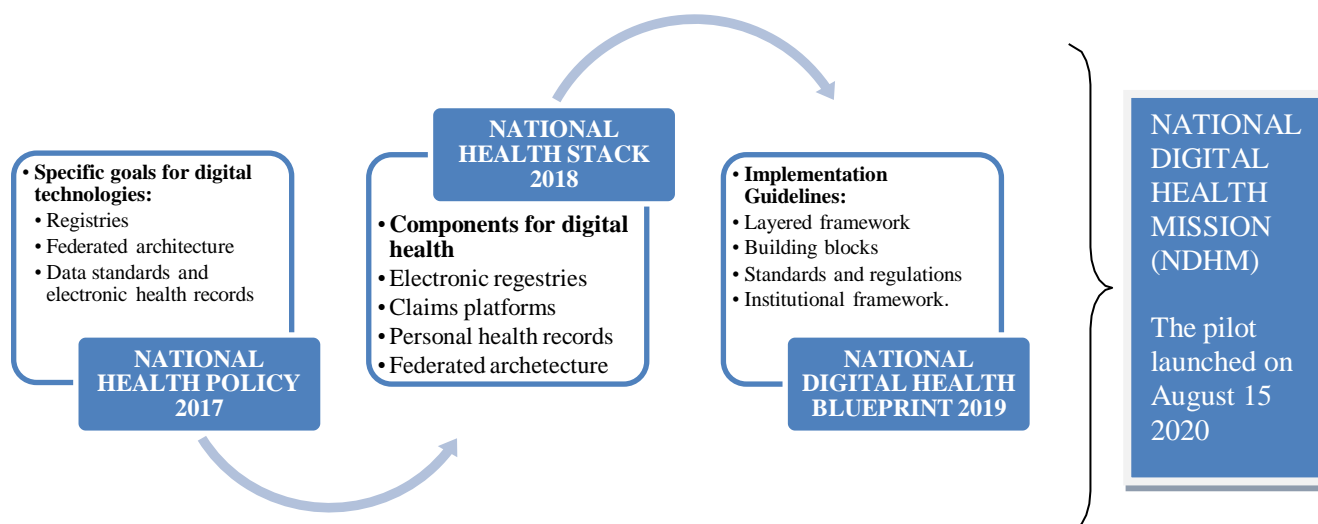 • Specific goals for digital
technologies:
• Registries
• Federated architecture
• Data standards and
electronic health records
NATIONAL
HEALTH POLICY
2017
NATIONAL
HEALTH STACK
2018
• Components for digital
health
• Electronic regestries
• Claims platforms
• Personal health records
• Federated archetecture
• Implementation
Guidelines:
• Layered framework
• Building blocks
• Standards and regulations
• Institutional framework.
NATIONAL
DIGITAL HEALTH
BLUEPRINT 2019
NATIONAL
DIGITAL
HEALTH
MISSION
(NDHM)
The pilot
launched on
August 15
2020